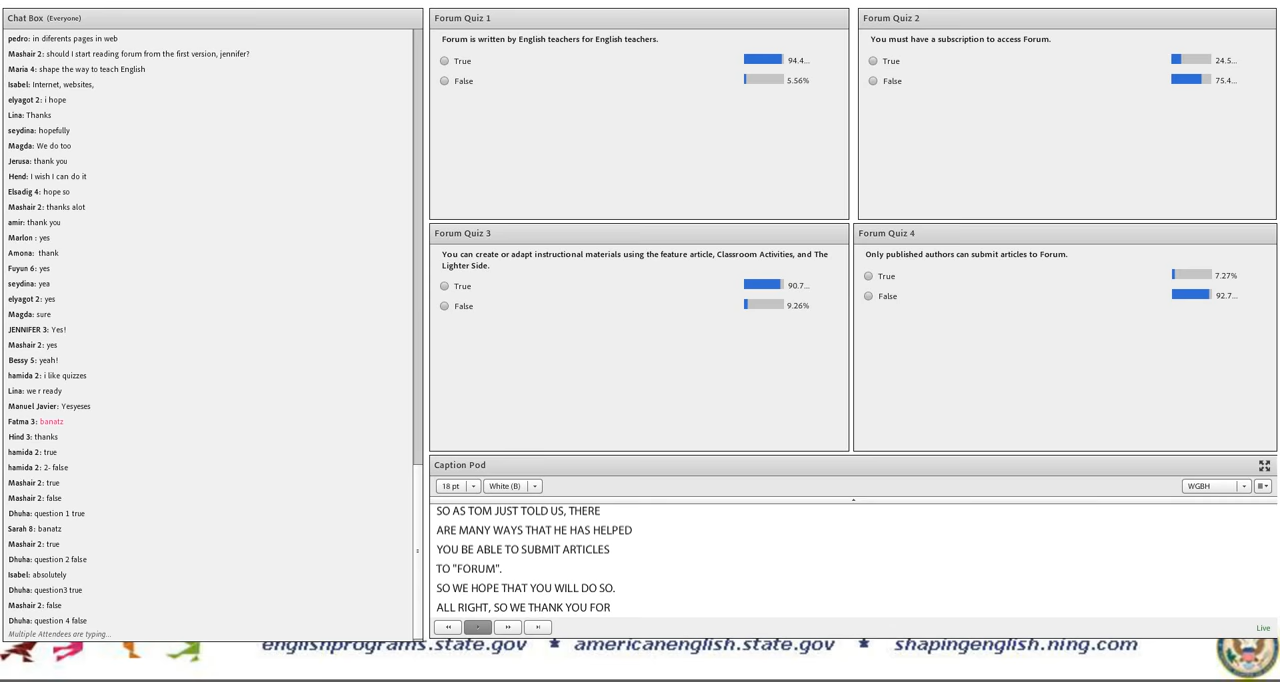 Chat Box (Everyone)
pedro: in diferents pages in web
Mashair 2: should I start reading forum from the first version, jennifer?
Maria 4: shape the way to teach English
Isabel: Internet, websites,
elyagot 2: i hope
Lina: Thanks
seydina: hopefully
Magda: We do too
Jerusa: thank you
Hend: I wish I can do it
Elsadig 4: hope so
Mashair 2: thanks alot
amir: thank you
Marlon : yes
Amona: thank
Fuyun 6: yes
seydina: yea
elyagot 2: yes
Magda: sure
JENNIFER 3: Yes!
Mashair 2: yes
Bessy 5: yeah!
hamida 2: i like quizzes
Lina: we r ready
Manuel Javier: Yesyeses
Fatma 3: banatz
Hind 3: thanks
hamida 2: true
hamida 2: 2- false
Mashair 2: true
Mashair 2: false
Dhuha: question 1 true
Sarah 8: banatz
Mashair 2: true
Dhuha: question 2 false
Isabel: absolutely
Dhuha: question3 true
Mashair 2: false
Dhuha: question 4 false
Multiple Attendees are typing...
Forum Quiz 1
Forum is written by English teachers for English teachers.
True 94.4...
False 5.56%
Forum Quiz 2
You must have a subscription to access Forum.
True 24.5...
False 75.4...
Forum Quiz 3
You can create or adapt instructional materials using the feature article, Classroom Activities, and The
Lighter Side.
True 90.7...
False 9.26%
Forum Quiz 4
Only published authors can submit articles to Forum.
True 7.27%
False 92.7...
Caption Pod
18 pt White (B) WGBH
SO AS TOM JUST TOLD US, THERE
ARE MANY WAYS THAT HE HAS HELPED
YOU BE ABLE TO SUBMIT ARTICLES
TO "FORUM".
SO WE HOPE THAT YOU WILL DO SO.
ALL RIGHT, SO WE THANK YOU FOR
Live
englishprograms.state.gov * americanenglish.state.gov * shapingenglish.ning.com